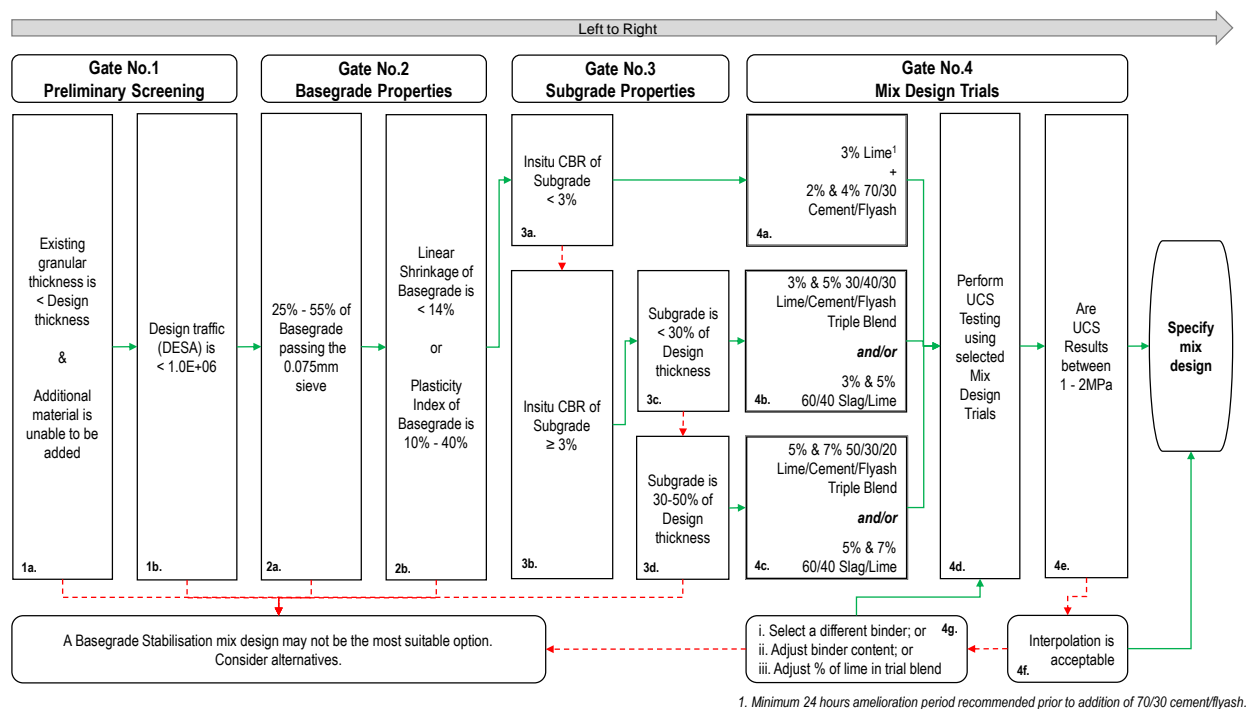 Left to Right
Gate No.1
Preliminary Screening
Gate No.2
Basegrade Properties
Gate No.3
Subgrade Properties
Gate No.4
Mix Design Trials
Existing
granular
thickness is
< Design
thickness
&
Additional
material is
unable to be
added
1a.
Design traffic
(DESA) is
< 1.0E+06
1b.
25% - 55% of
Basegrade
passing the
0.075mm
sieve
2a.
Linear
Shrinkage of
Basegrade is
< 14%
or
Plasticity
Index of
Basegrade is
10% - 40%
2b.
Insitu CBR of
Subgrade
< 3%
3a.
Insitu CBR of
Subgrade
≥ 3%
3b.
Subgrade is
< 30% of
Design
thickness
3c.
Subgrade is
30-50% of
Design
thickness
3d.
3% Lime¹
+
2% & 4% 70/30
Cement/Flyash
4a.
3% & 5% 30/40/30
Lime/Cement/Flyash
Triple Blend
and/or
3% & 5%
60/40 Slag/Lime
4b.
5% & 7% 50/30/20
Lime/Cement/Flyash
Triple Blend
and/or
5% & 7%
60/40 Slag/Lime
4c.
Perform
UCS
Testing
using
selected
Mix
Design
Trials
4d.
Are
UCS
Results
between
1 - 2MPa
4e.
Specify
mix
design
A Basegrade Stabilisation mix design may not be the most suitable option.
Consider alternatives.
i. Select a different binder; or 4g.
ii. Adjust binder content; or
iii. Adjust % of lime in trial blend
Interpolation is
acceptable
4f.
1. Minimum 24 hours amelioration period recommended prior to addition of 70/30 cement/flyash.